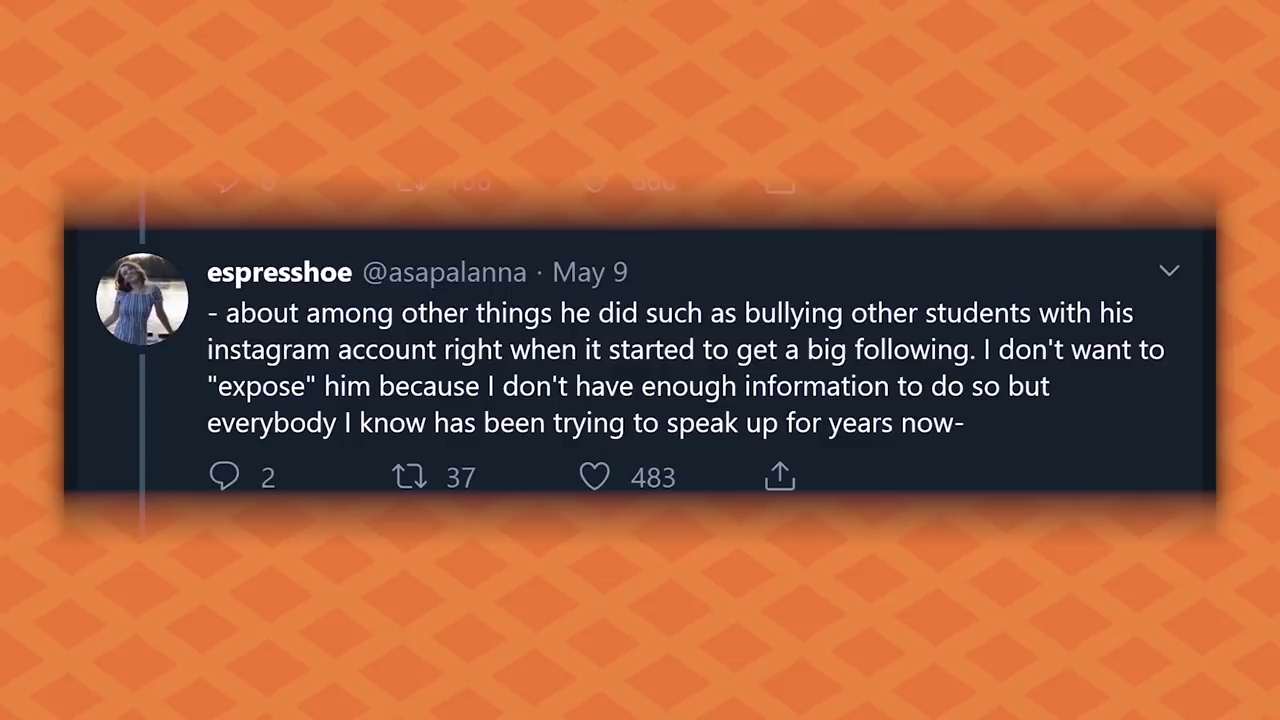 espresshoe @asapalanna · May 9
- about among other things he did such as bullying other students with his
instagram account right when it started to get a big following. I don't want to
"expose" him because I don't have enough information to do so but
everybody I know has been trying to speak up for years now-
2 37 483